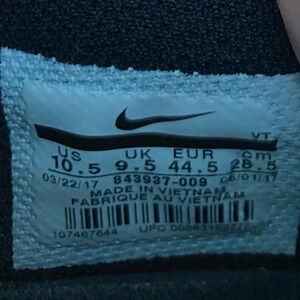 VT
US UK EUR cm
10.5 9.5 44.5 28.5
03/22/17 843937-009 06/01/17
MADE IN VIETNAM
FABRIQUE AU VIETNAM
107467644 UPC